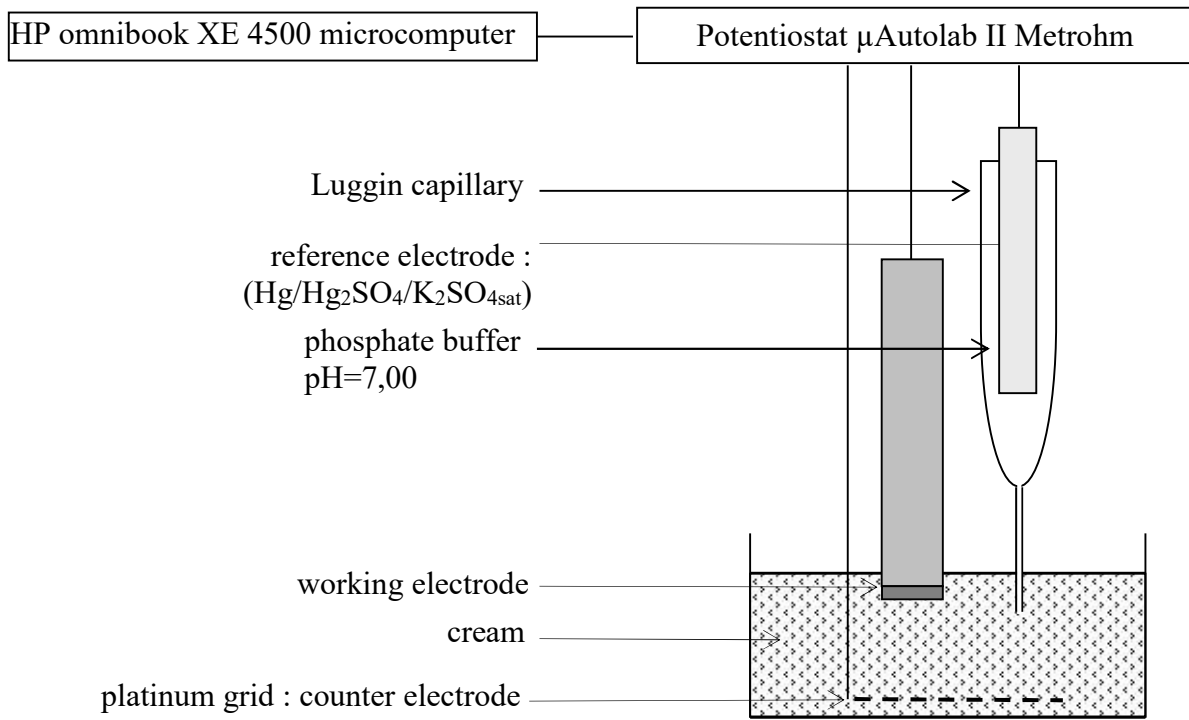 HP omnibook XE 4500 microcomputer
Potentiostat µAutolab II Metrohm
Luggin capillary
reference electrode :
(Hg/Hg₂SO₄/K₂SO₄sat)
phosphate buffer
pH=7,00
working electrode
cream
platinum grid : counter electrode